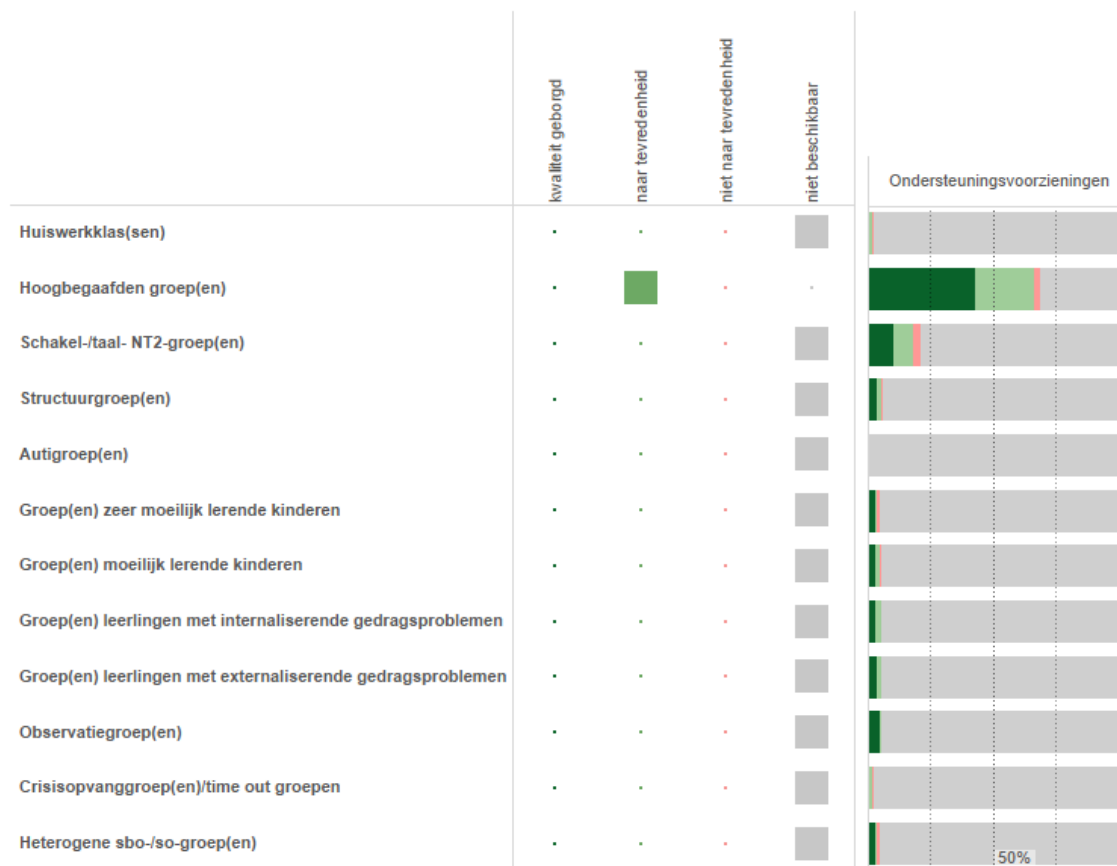 kwaliteit geborgd
naar tevredenheid
niet naar tevredenheid
niet beschikbaar
Ondersteuningsvoorzieningen
Huiswerkklas(sen)
Hoogbegaafden groep(en)
Schakel-/taal- NT2-groep(en)
Structuurgroep(en)
Autigroep(en)
Groep(en) zeer moeilijk lerende kinderen
Groep(en) moeilijk lerende kinderen
Groep(en) leerlingen met internaliserende gedragsproblemen
Groep(en) leerlingen met externaliserende gedragsproblemen
Observatiegroep(en)
Crisisopvanggroep(en)/time out groepen
Heterogene sbo-/so-groep(en)
50%